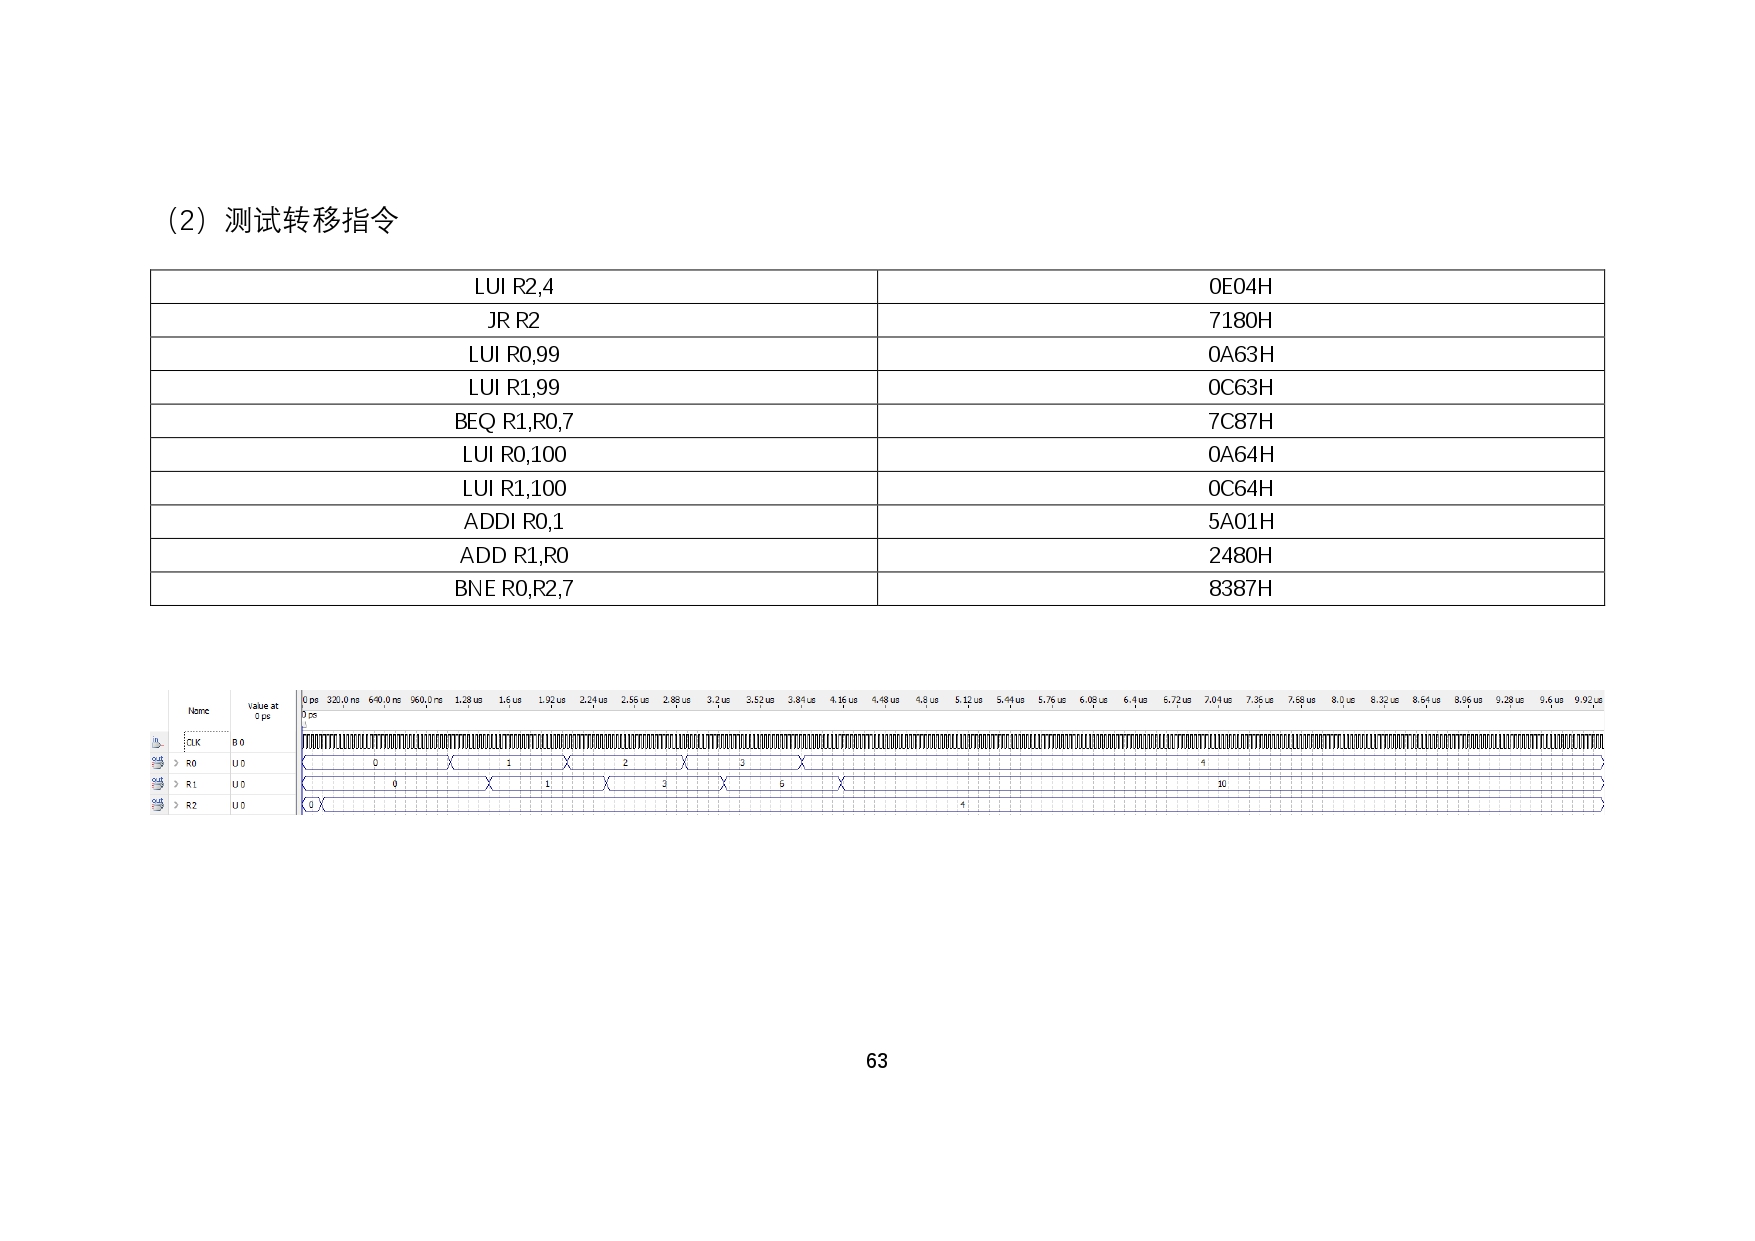 （2）测试转移指令
LUI R2,4 0E04H
JR R2 7180H
LUI R0,99 0A63H
LUI R1,99 0C63H
BEQ R1,R0,7 7C87H
LUI R0,100 0A64H
LUI R1,100 0C64H
ADDI R0,1 5A01H
ADD R1,R0 2480H
BNE R0,R2,7 8387H
Name Value at 0 ps 0 ps 320.0 ns 640.0 ns 960.0 ns 1.28 us 1.6 us 1.92 us 2.24 us 2.56 us 2.88 us 3.2 us 3.52 us 3.84 us 4.16 us 4.48 us 4.8 us 5.12 us 5.44 us 5.76 us 6.08 us 6.4 us 6.72 us 7.04 us 7.36 us 7.68 us 8.0 us 8.32 us 8.64 us 8.96 us 9.28 us 9.6 us 9.92 us
0 ps
in CLK B 0
out R0 U 0 0 1 2 3 4
out R1 U 0 0 1 3 6 10
out R2 U 0 0 4
63